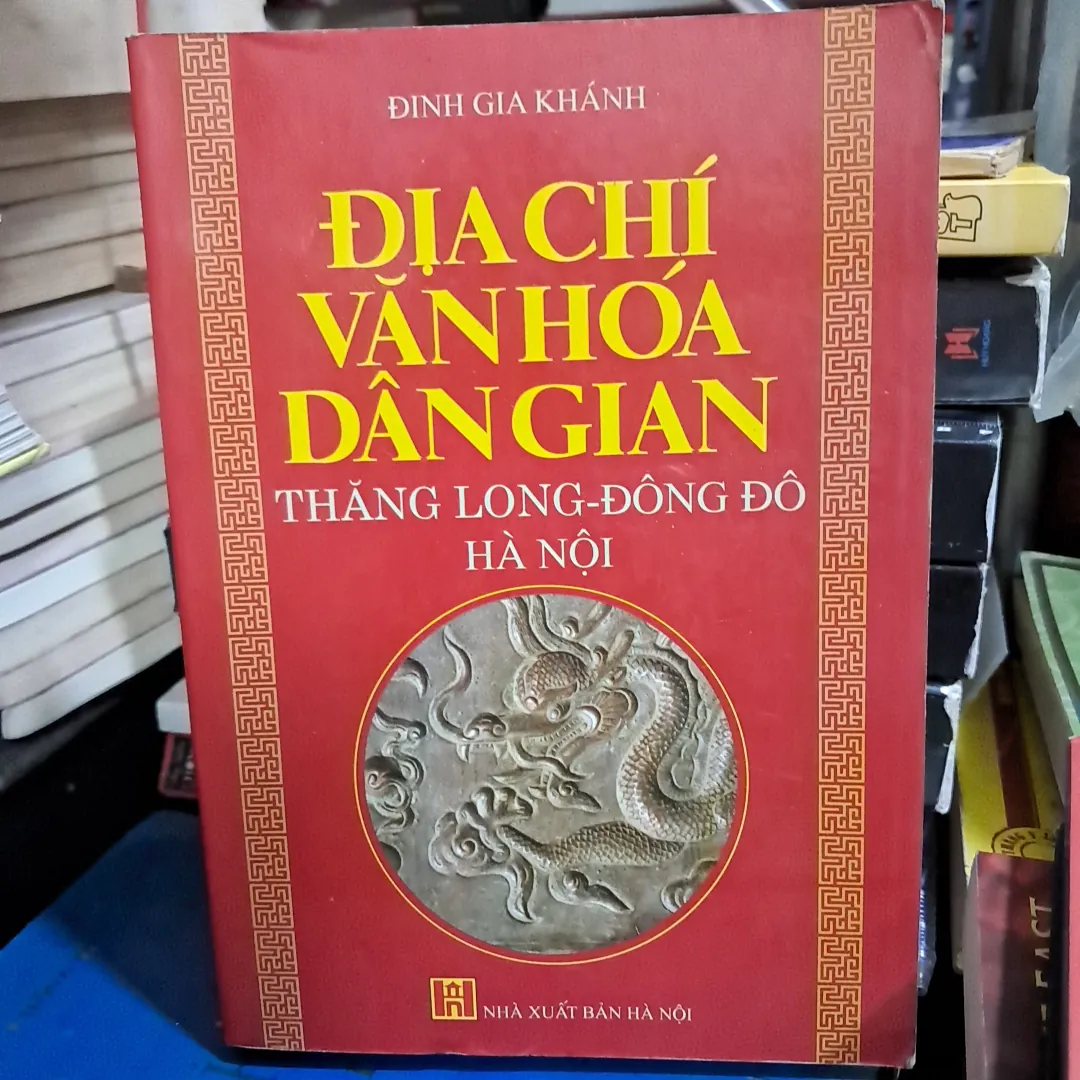 ĐINH GIA KHÁNH
ĐỊA CHÍ
VĂN HÓA
DÂN GIAN
THĂNG LONG-ĐÔNG ĐÔ
HÀ NỘI
NHÀ XUẤT BẢN HÀ NỘI